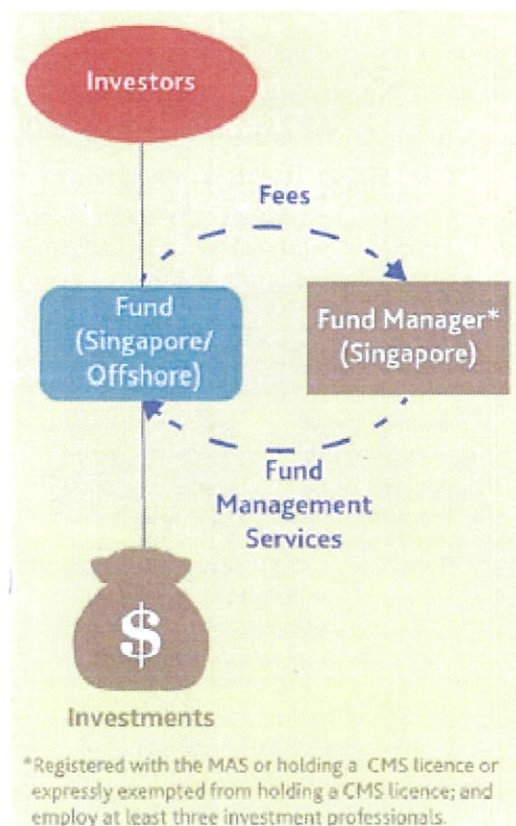 Investors
Fees
Fund
(Singapore/
Offshore)
Fund Manager*
(Singapore)
Fund
Management
Services
$
Investments
*Registered with the MAS or holding a CMS licence or
expressly exempted from holding a CMS licence; and
employ at least three investment professionals.